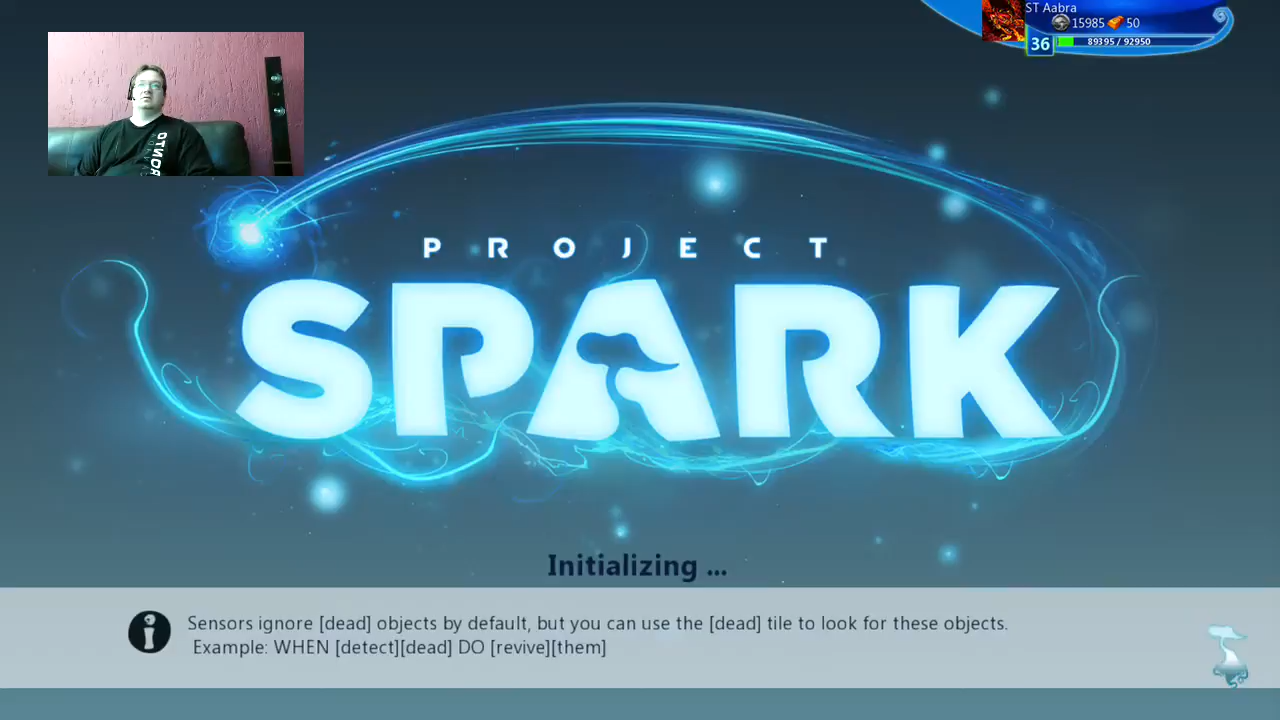 ST Aabra
15985 50
36 89395 / 92950
PROJECT
SPARK
Initializing ...
Sensors ignore [dead] objects by default, but you can use the [dead] tile to look for these objects.
Example: WHEN [detect][dead] DO [revive][them]